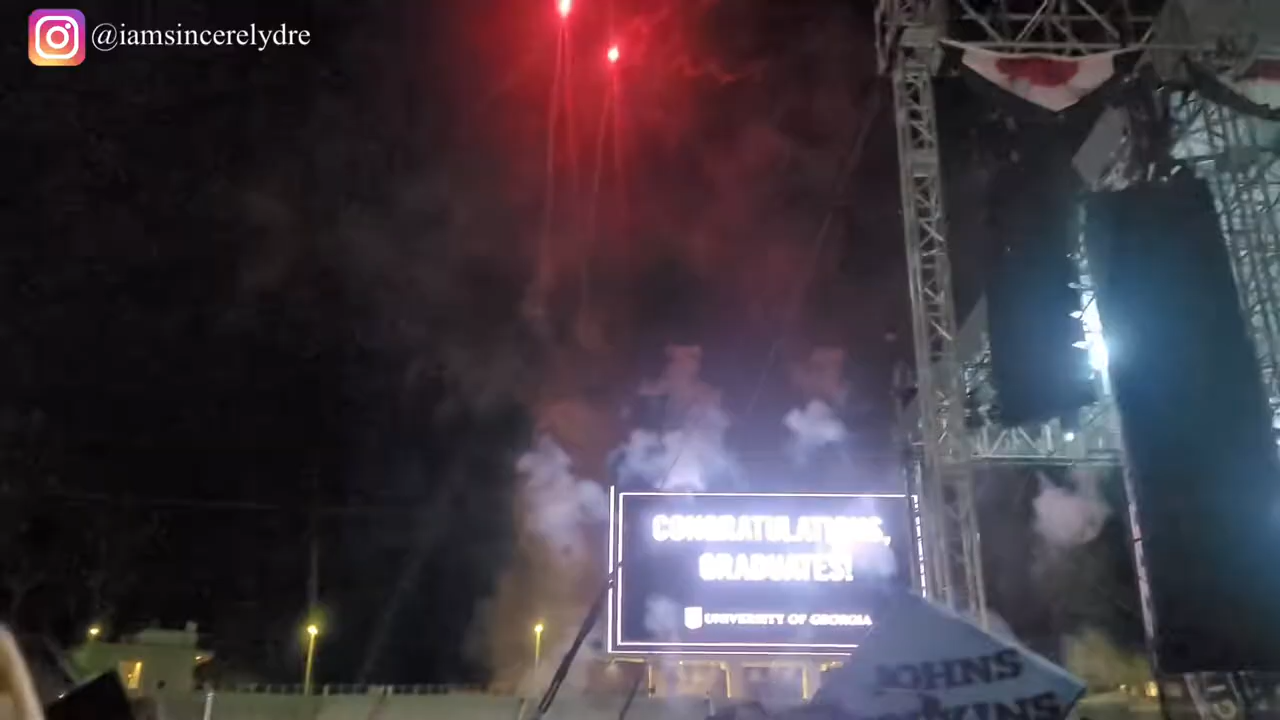 @iamsincerelydre
CONGRATULATIONS,
GRADUATES!
UNIVERSITY OF GEORGIA
JOHNS